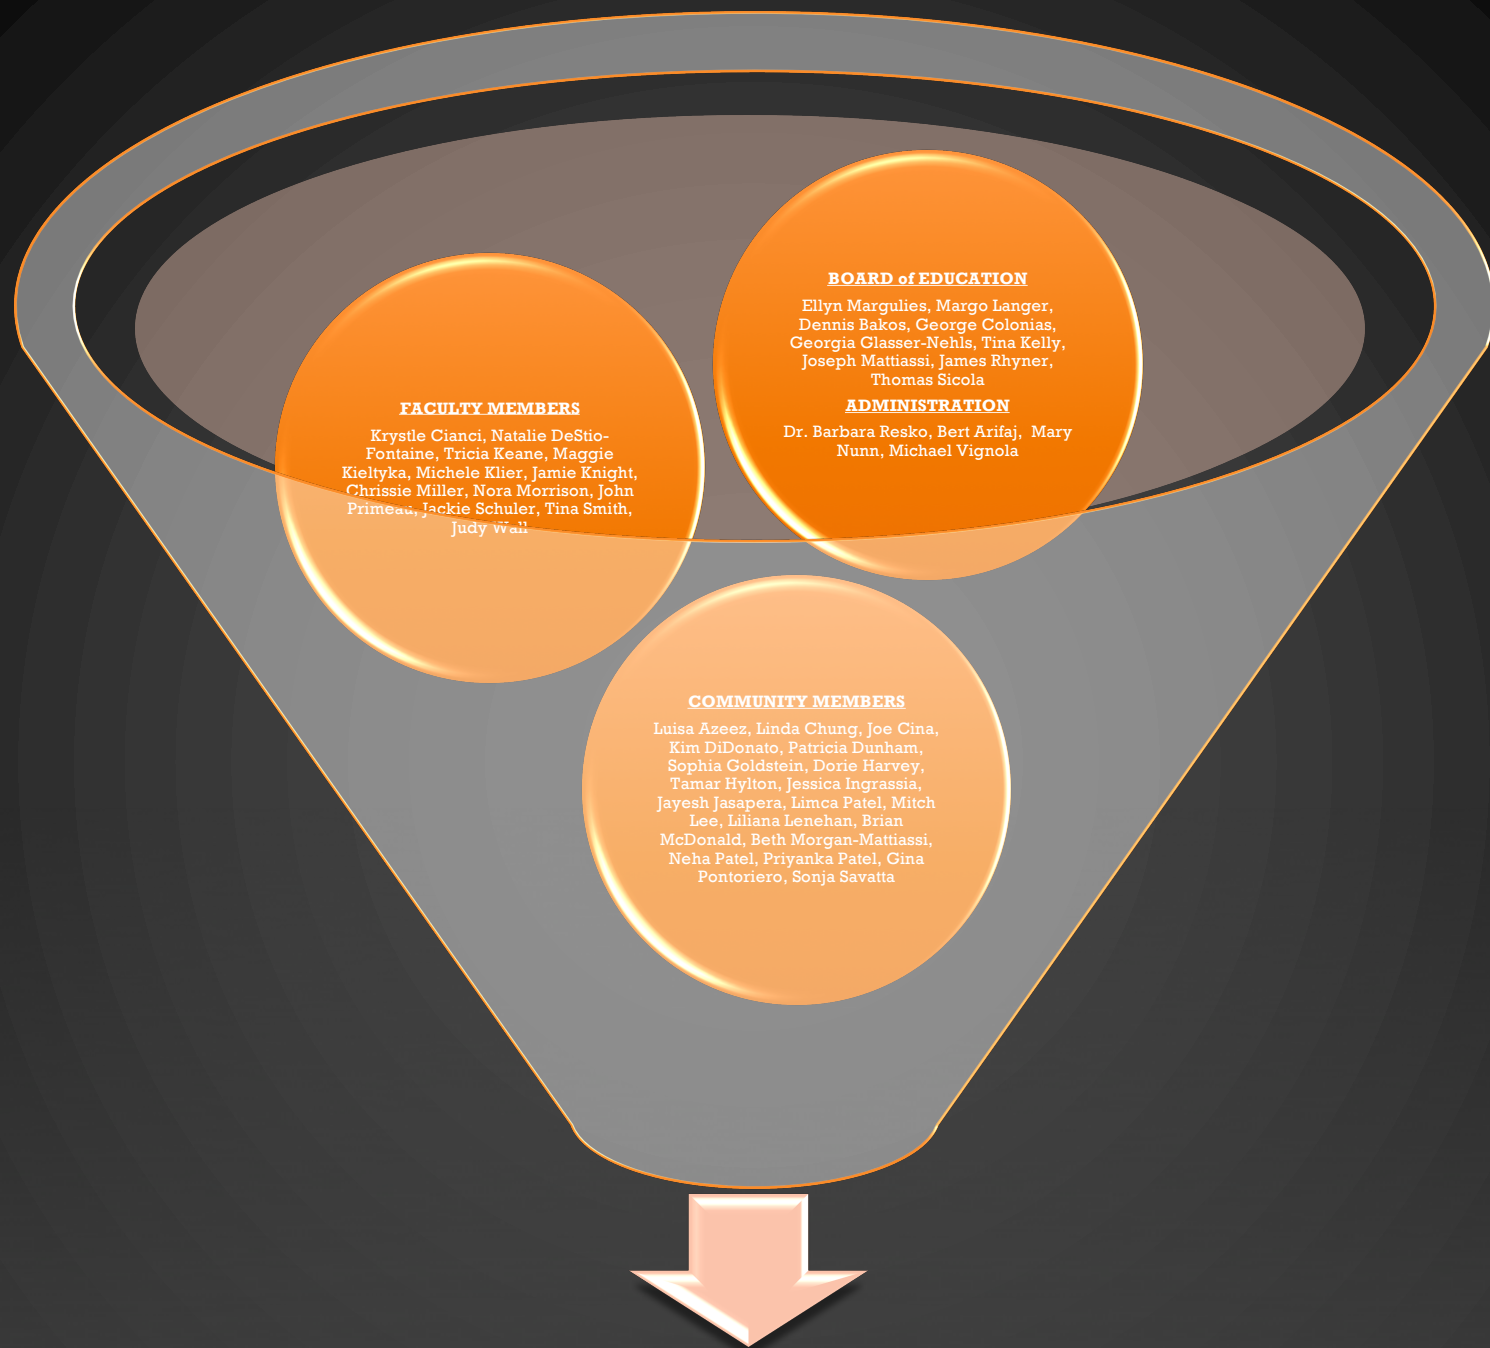 BOARD of EDUCATION
Ellyn Margulies, Margo Langer,
Dennis Bakos, George Colonias,
Georgia Glasser-Nehls, Tina Kelly,
Joseph Mattiassi, James Rhyner,
Thomas Sicola
ADMINISTRATION
Dr. Barbara Resko, Bert Arifaj, Mary
Nunn, Michael Vignola
FACULTY MEMBERS
Krystle Cianci, Natalie DeStio-
Fontaine, Tricia Keane, Maggie
Kieltyka, Michele Klier, Jamie Knight,
Chrissie Miller, Nora Morrison, John
Primeau, Jackie Schuler, Tina Smith,
Judy Wall
COMMUNITY MEMBERS
Luisa Azeez, Linda Chung, Joe Cina,
Kim DiDonato, Patricia Dunham,
Sophia Goldstein, Dorie Harvey,
Tamar Hylton, Jessica Ingrassia,
Jayesh Jasapera, Limca Patel, Mitch
Lee, Liliana Lenehan, Brian
McDonald, Beth Morgan-Mattiassi,
Neha Patel, Priyanka Patel, Gina
Pontoriero, Sonja Savatta